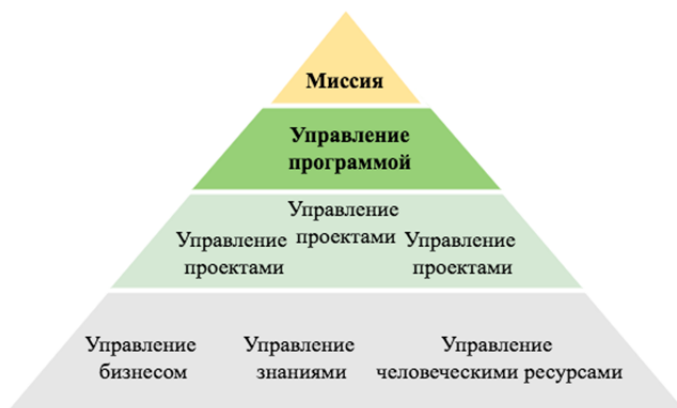 Миссия
Управление
программой
Управление
проектами
Управление
проектами
Управление
проектами
Управление
бизнесом
Управление
знаниями
Управление
человеческими ресурсами